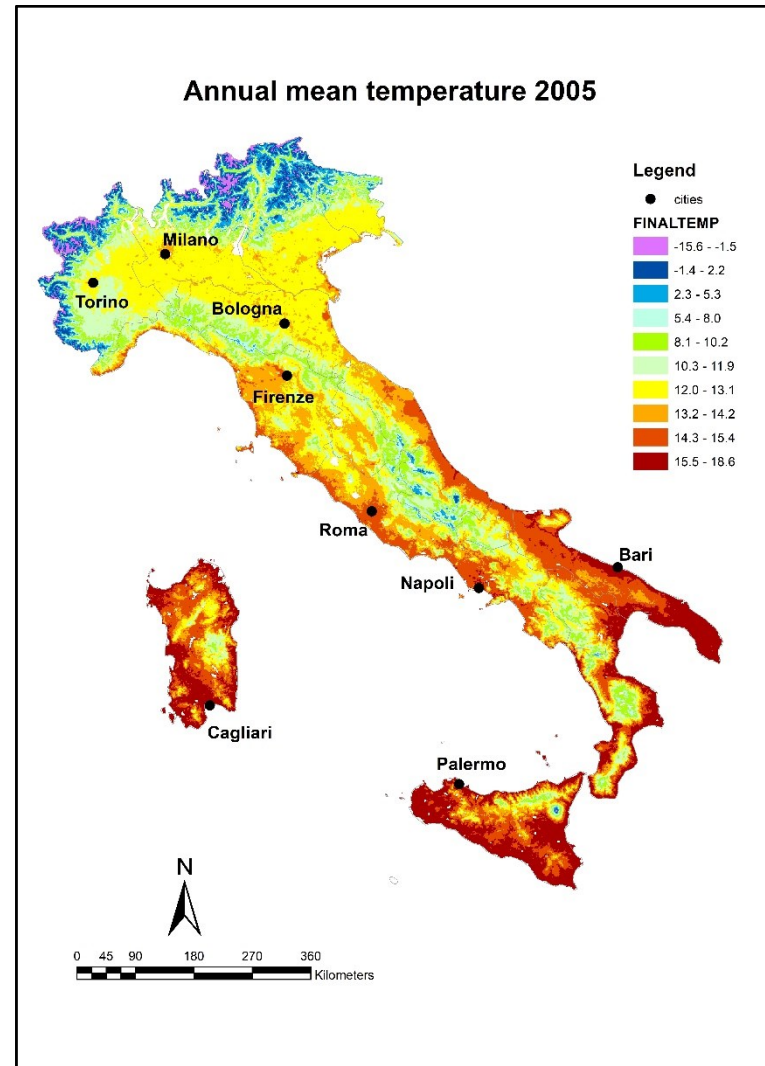 Annual mean temperature 2005
Legend
cities
FINALTEMP
-15.6 - -1.5
-1.4 - 2.2
2.3 - 5.3
5.4 - 8.0
8.1 - 10.2
10.3 - 11.9
12.0 - 13.1
13.2 - 14.2
14.3 - 15.4
15.5 - 18.6
Milano
Torino
Bologna
Firenze
Roma
Bari
Napoli
Cagliari
Palermo
N
0 45 90 180 270 360
Kilometers